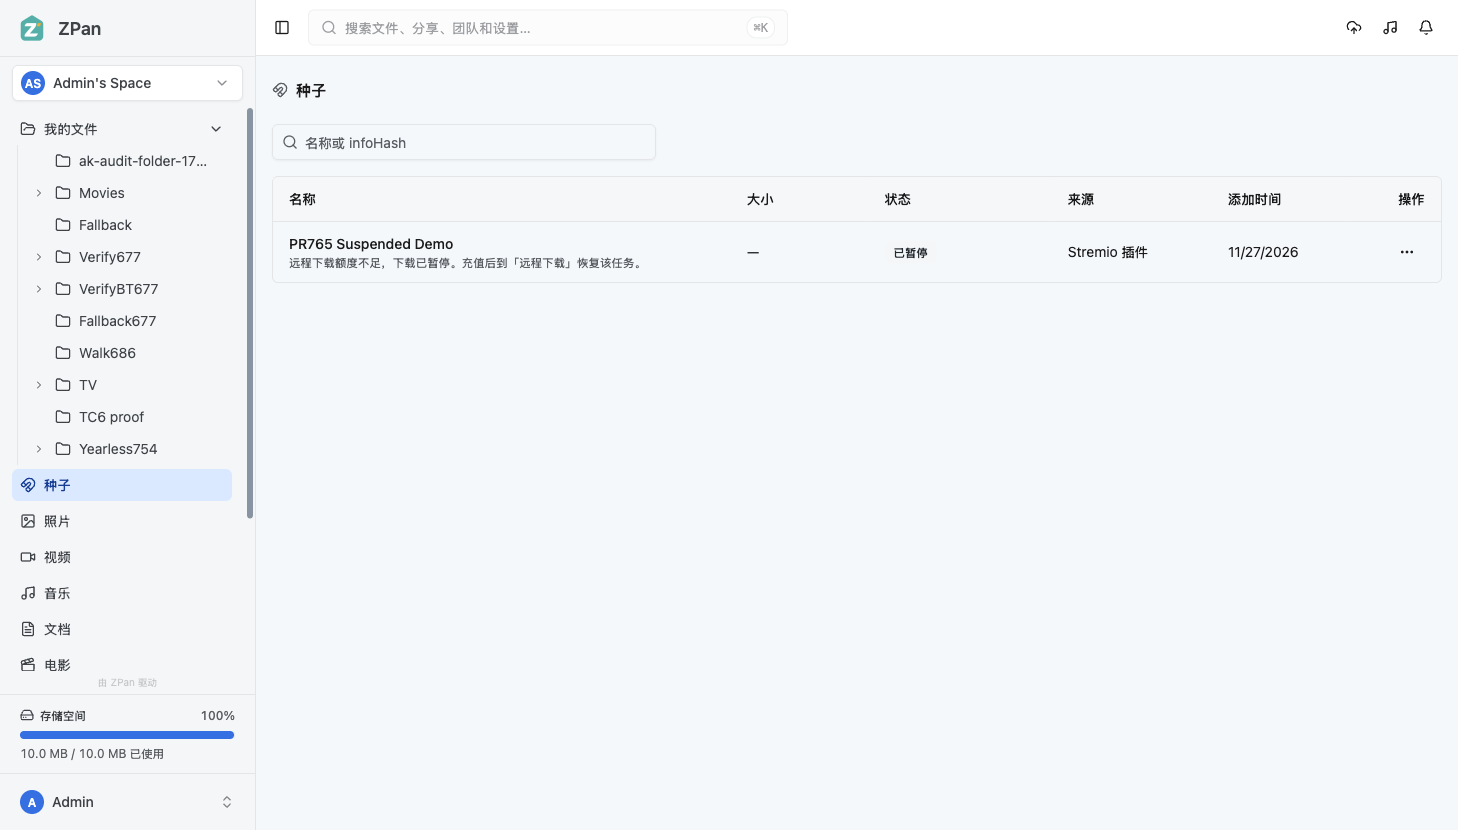 ZPan
搜索文件、分享、团队和设置...
⌘K
AS
Admin's Space
我的文件
ak-audit-folder-17...
Movies
Fallback
Verify677
VerifyBT677
Fallback677
Walk686
TV
TC6 proof
Yearless754
种子
照片
视频
音乐
文档
电影
由 ZPan 驱动
存储空间
100%
10.0 MB / 10.0 MB 已使用
A
Admin
种子
名称或 infoHash
名称 大小 状态 来源 添加时间 操作
PR765 Suspended Demo — 已暂停 Stremio 插件 11/27/2026 ...
远程下载额度不足，下载已暂停。充值后到「远程下载」恢复该任务。